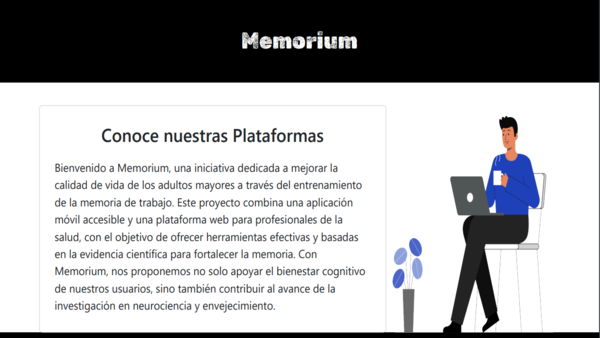 Memorium
Conoce nuestras Plataformas
Bienvenido a Memorium, una iniciativa dedicada a mejorar la
calidad de vida de los adultos mayores a través del entrenamiento
de la memoria de trabajo. Este proyecto combina una aplicación
móvil accesible y una plataforma web para profesionales de la
salud, con el objetivo de ofrecer herramientas efectivas y basadas
en la evidencia científica para fortalecer la memoria. Con
Memorium, nos proponemos no solo apoyar el bienestar cognitivo
de nuestros usuarios, sino también contribuir al avance de la
investigación en neurociencia y envejecimiento.